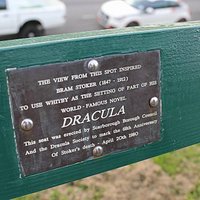 THE VIEW FROM THIS SPOT INSPIRED
BRAM STOKER (1847 - 1912)
TO USE WHITBY AS THE SETTING OF PART OF HIS
WORLD - FAMOUS NOVEL
DRACULA
This seat was erected by Scarborough Borough Council
And the Dracula Society to mark the 68th Anniversary
Of Stoker's death - April 20th 1980